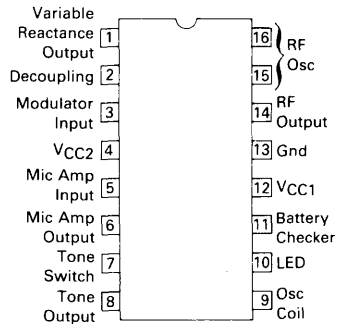 Variable
Reactance
Output
1
Decoupling 2
Modulator
Input
3
VCC2 4
Mic Amp
Input
5
Mic Amp
Output
6
Tone
Switch
7
Tone
Output
8
16
15
RF
Osc
14
RF
Output
13 Gnd
12 VCC1
11
Battery
Checker
10 LED
9
Osc
Coil